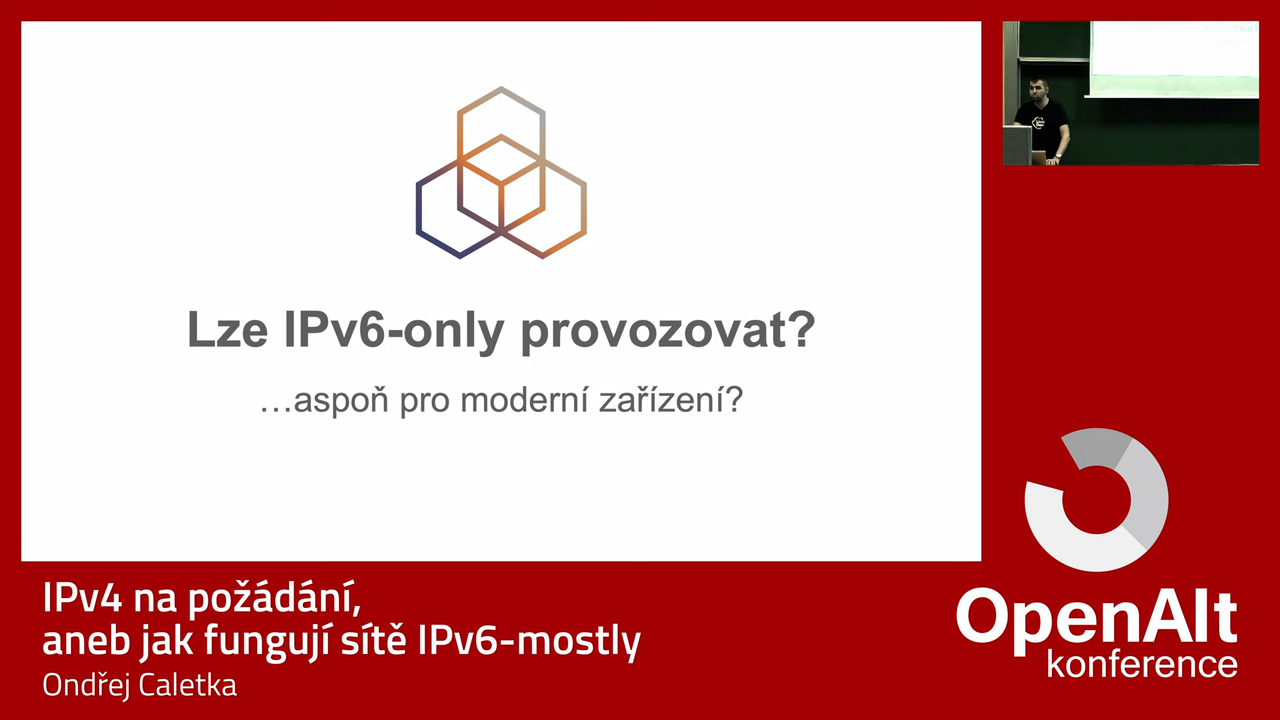 Lze IPv6-only provozovat?
…aspoň pro moderní zařízení?
IPv4 na požádání,
aneb jak fungují sítě IPv6-mostly
Ondřej Caletka
OpenAlt
konference